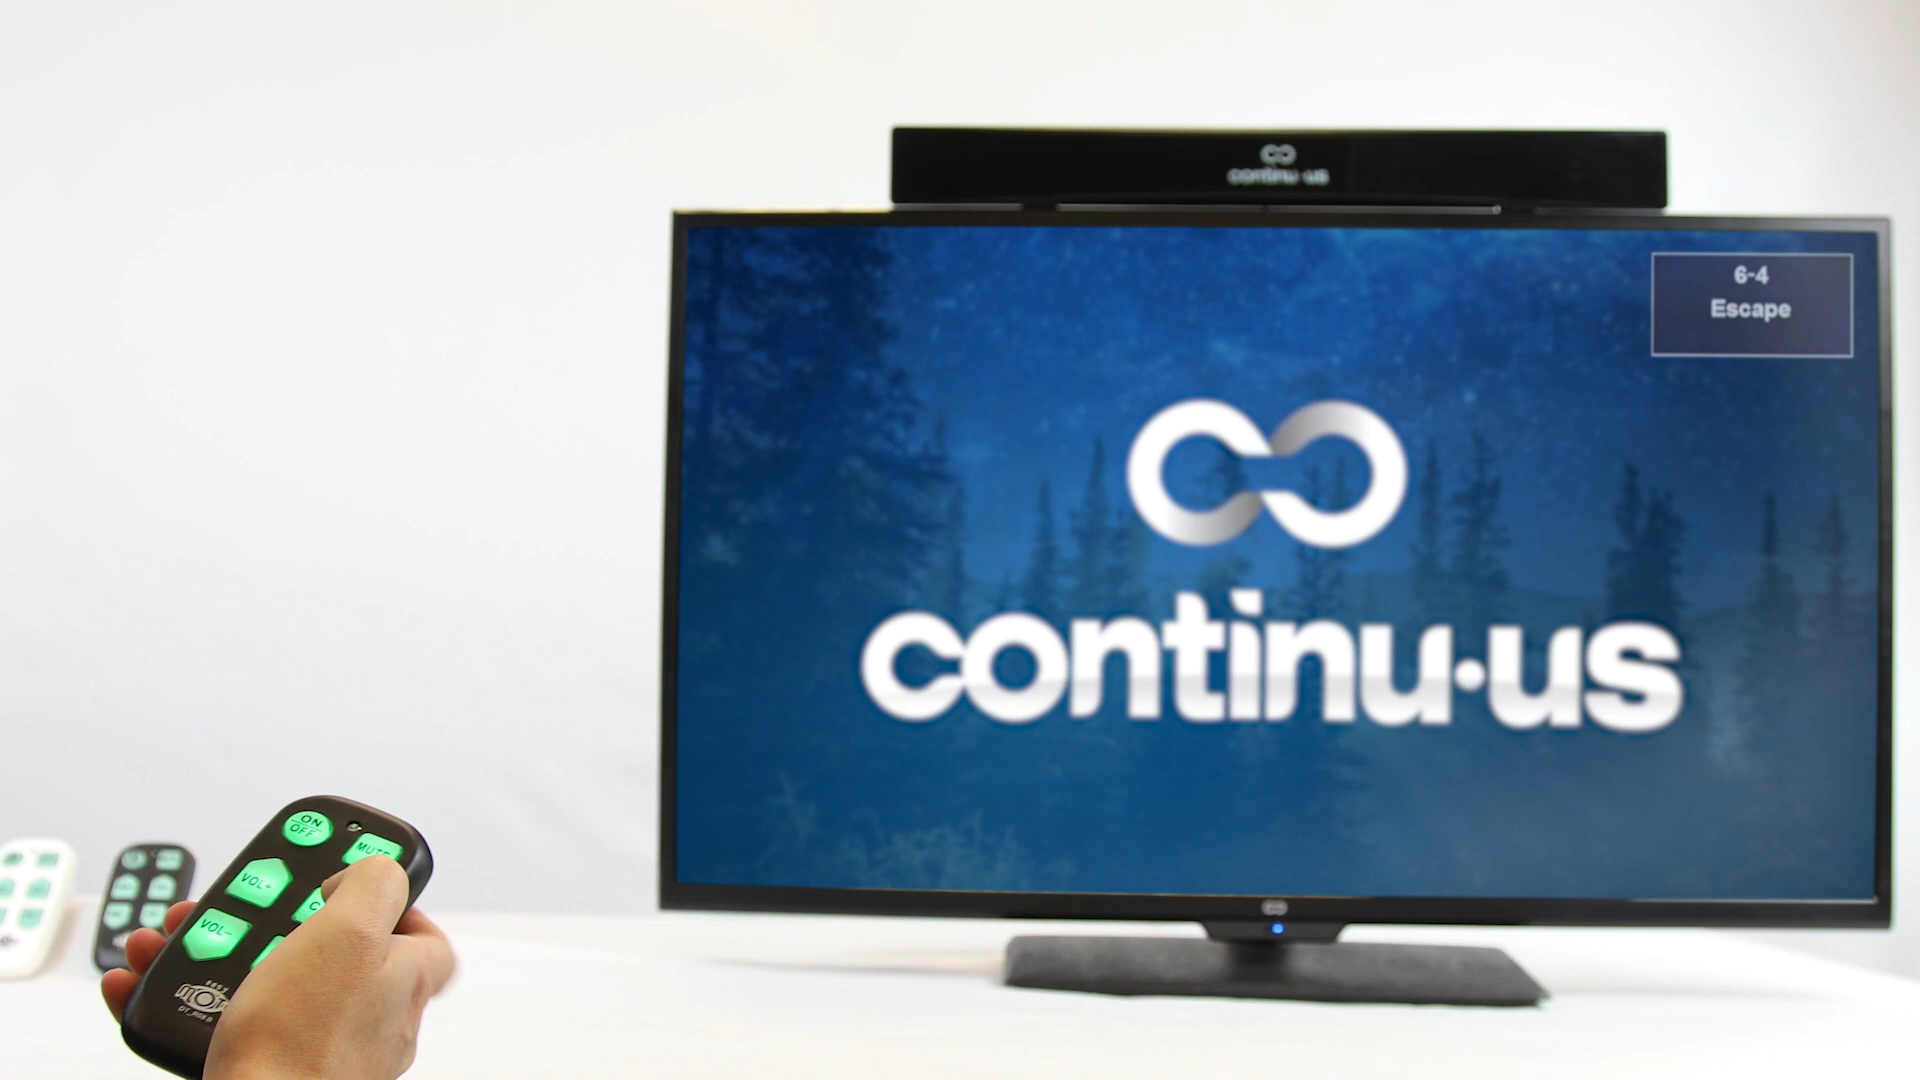 continu·us
6-4
Escape
continu·us
ON
OFF
MUTE
VOL+
VOL-